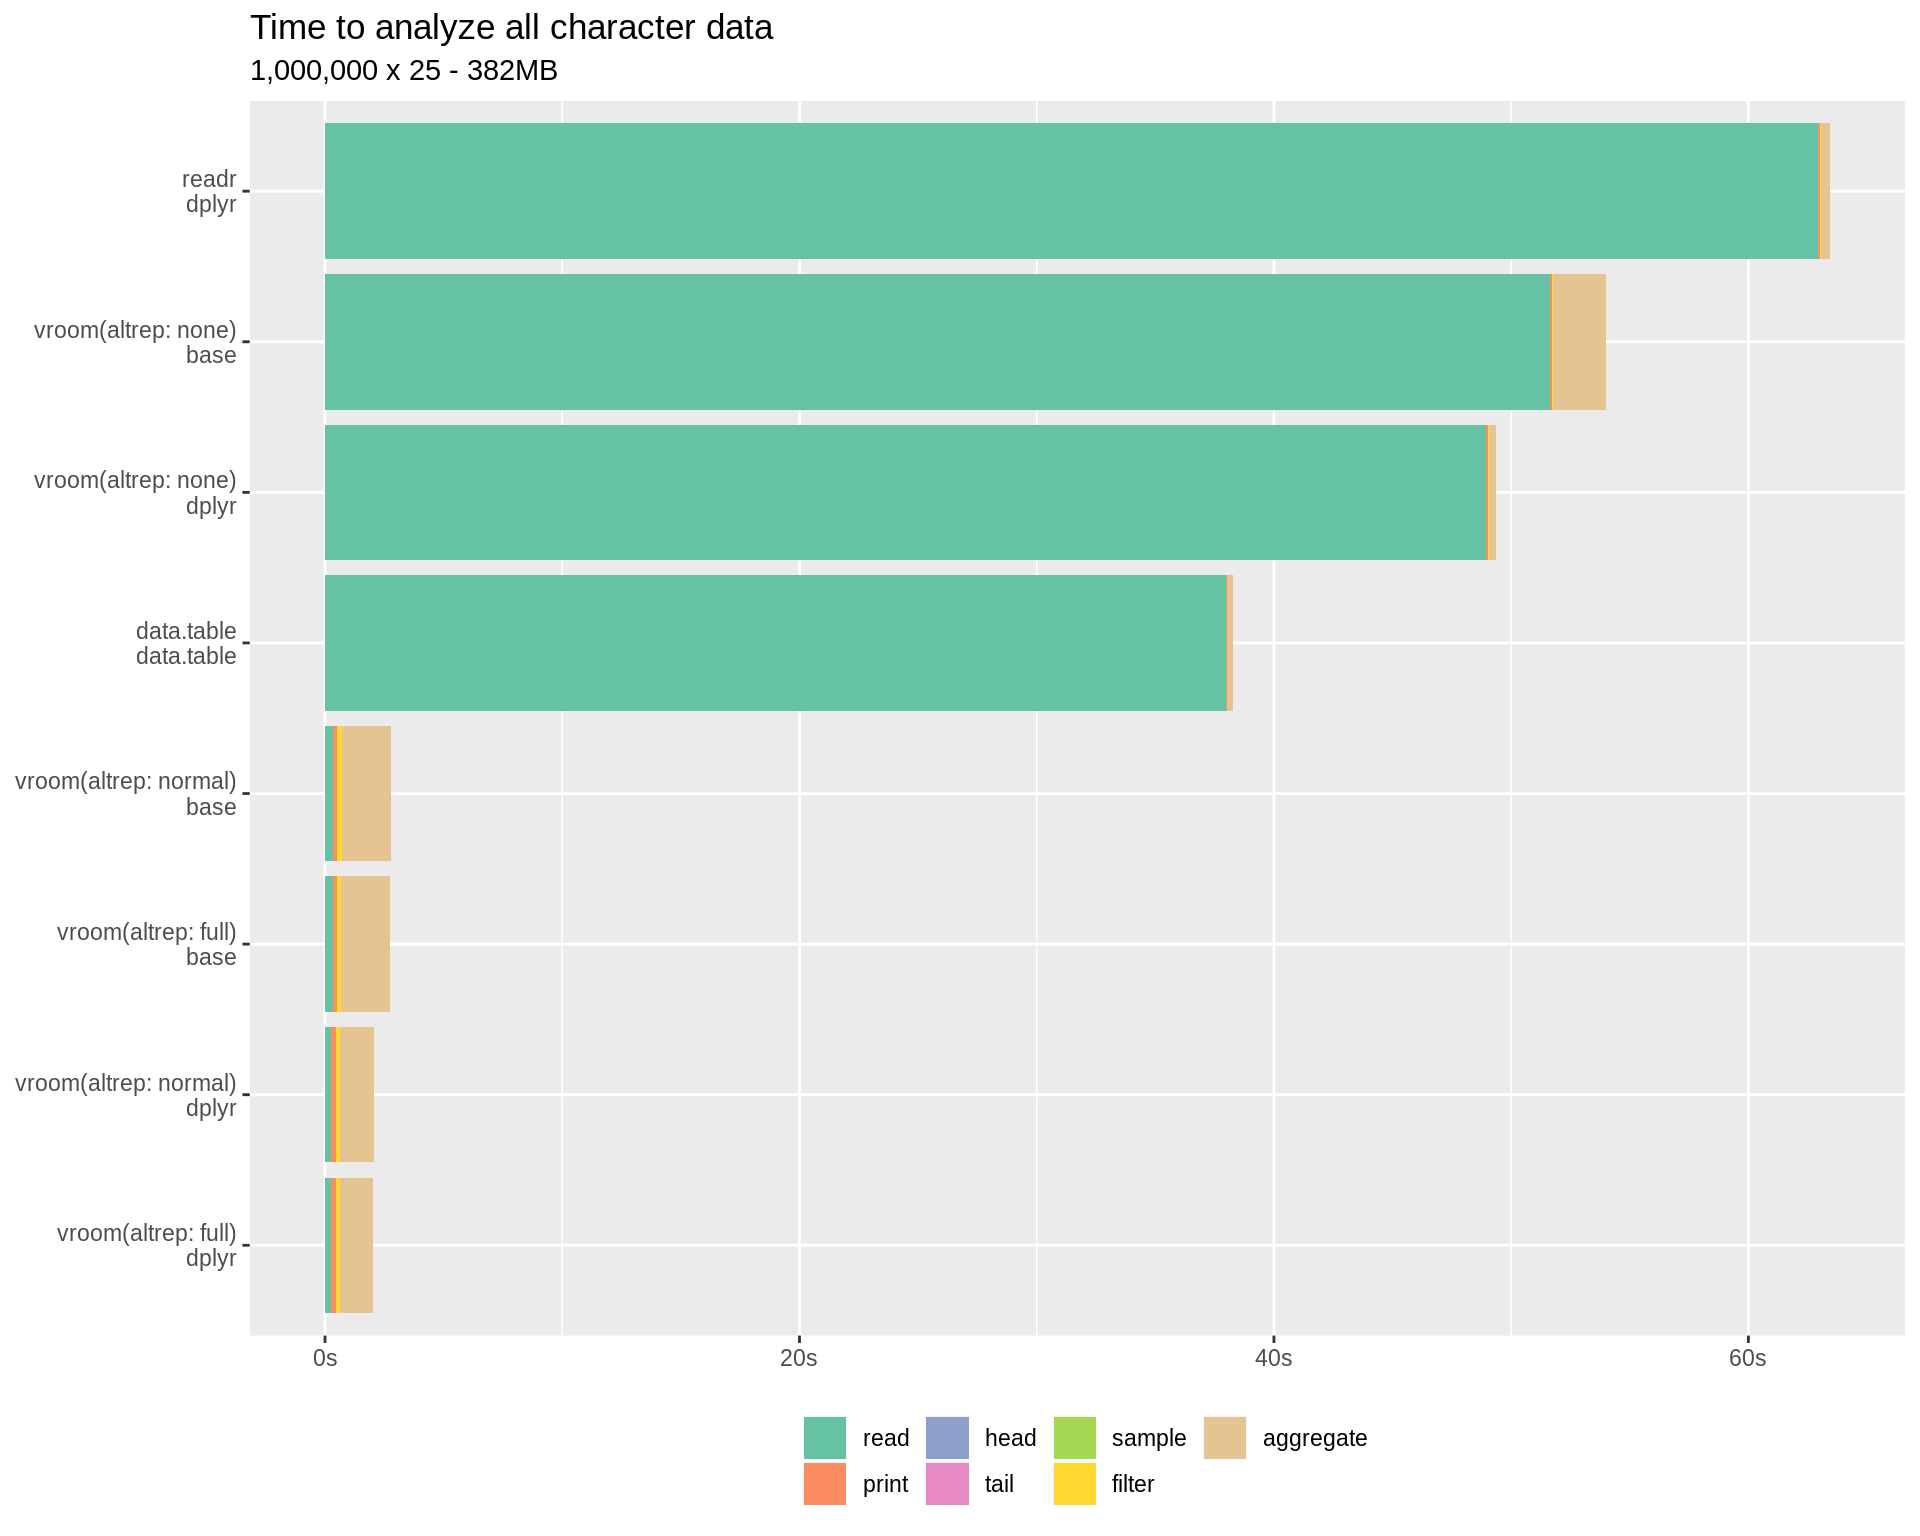 Time to analyze all character data
1,000,000 x 25 - 382MB
readr
dplyr
vroom(altrep: none)
base
vroom(altrep: none)
dplyr
data.table
data.table
vroom(altrep: normal)
base
vroom(altrep: full)
base
vroom(altrep: normal)
dplyr
vroom(altrep: full)
dplyr
0s 20s 40s 60s
read head sample aggregate
print tail filter